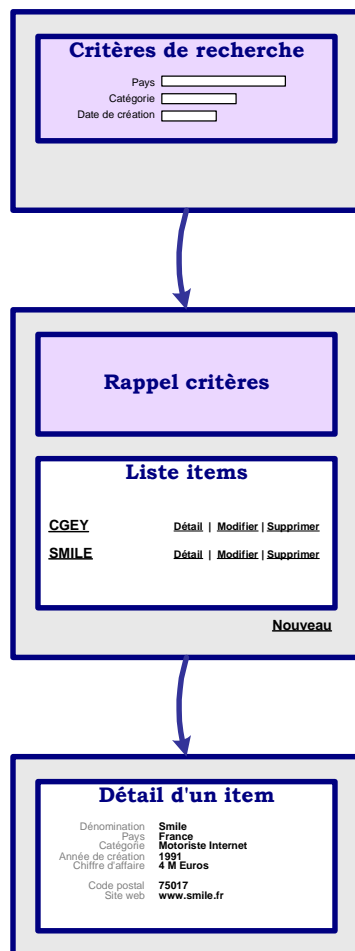 Critères de recherche
Pays
Catégorie
Date de création
Rappel critères
Liste items
CGEY Détail | Modifier | Supprimer
SMILE Détail | Modifier | Supprimer
Nouveau
Détail d'un item
Dénomination Smile
Pays France
Catégorie Motoriste Internet
Année de création 1991
Chiffre d'affaire 4 M Euros
Code postal 75017
Site web www.smile.fr